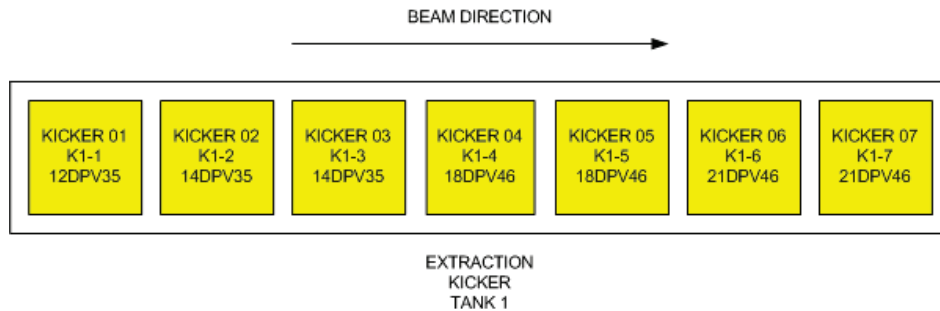 BEAM DIRECTION
KICKER 01
K1-1
12DPV35
KICKER 02
K1-2
14DPV35
KICKER 03
K1-3
14DPV35
KICKER 04
K1-4
18DPV46
KICKER 05
K1-5
18DPV46
KICKER 06
K1-6
21DPV46
KICKER 07
K1-7
21DPV46
EXTRACTION
KICKER
TANK 1